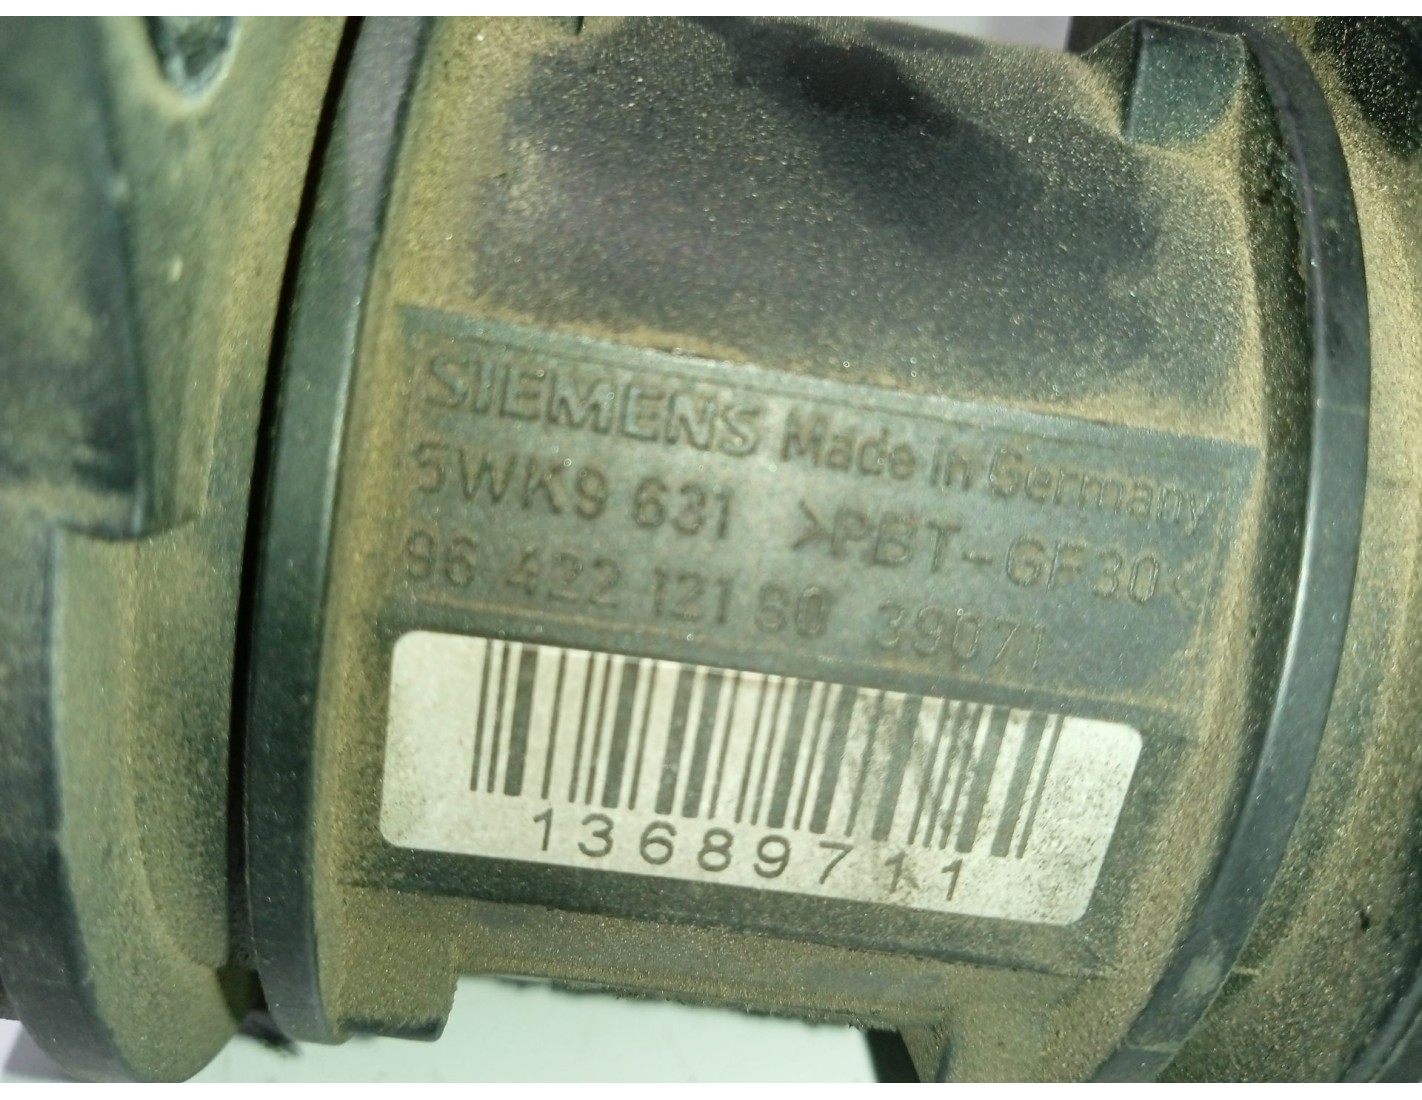 SIEMENS Made in Germany
5WK9 631 >PBT-GF30<
96 422 121 80 39071
13689711